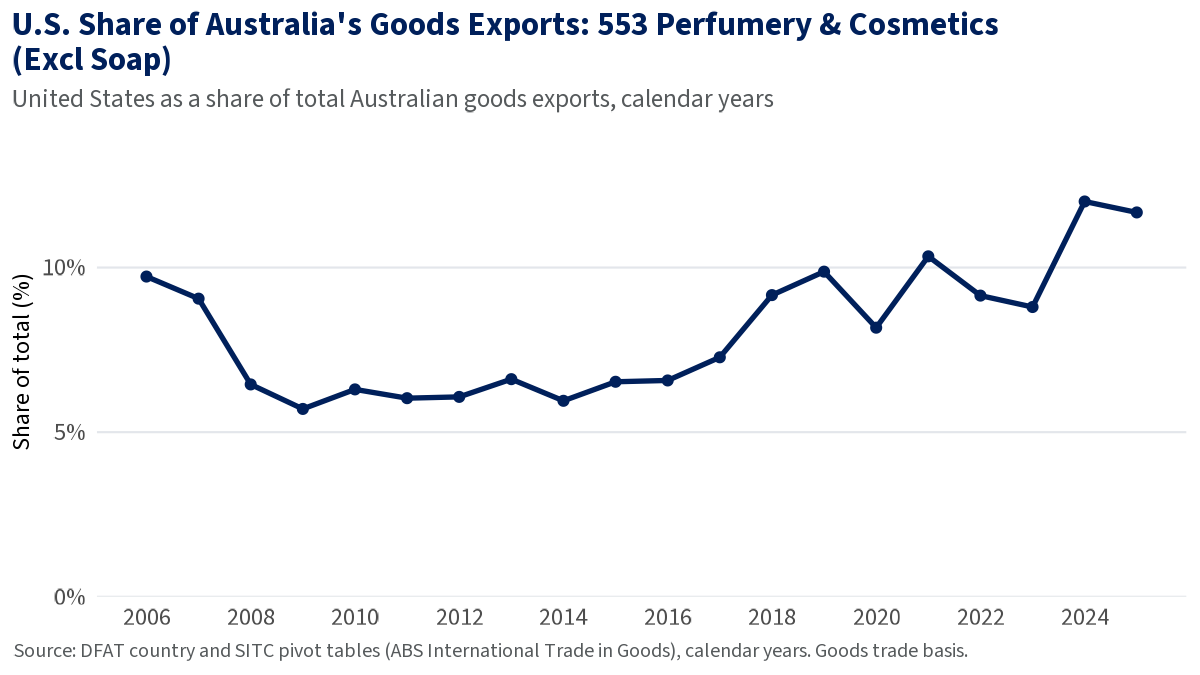 U.S. Share of Australia's Goods Exports: 553 Perfumery & Cosmetics
(Excl Soap)
United States as a share of total Australian goods exports, calendar years
Share of total (%)
10%
5%
0%
2006 2008 2010 2012 2014 2016 2018 2020 2022 2024
Source: DFAT country and SITC pivot tables (ABS International Trade in Goods), calendar years. Goods trade basis.